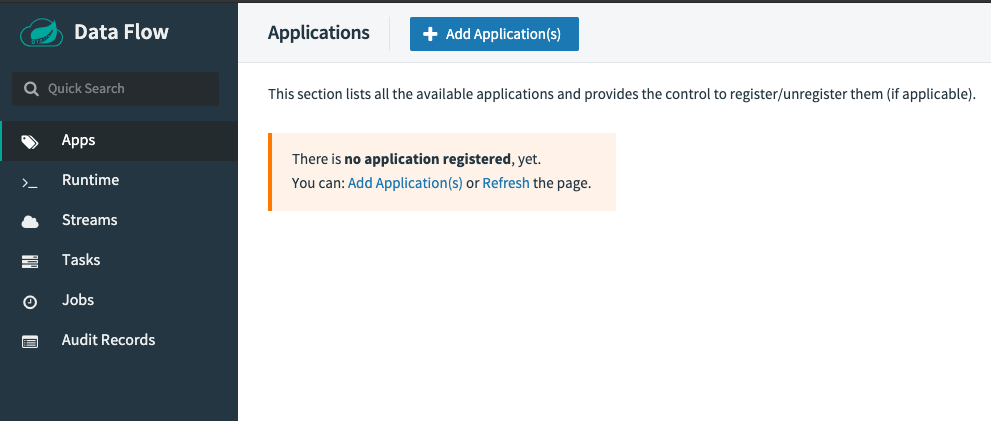 Data Flow
Quick Search
Apps
Runtime
Streams
Tasks
Jobs
Audit Records
Applications
Add Application(s)
This section lists all the available applications and provides the control to register/unregister them (if applicable).
There is no application registered, yet.
You can: Add Application(s) or Refresh the page.